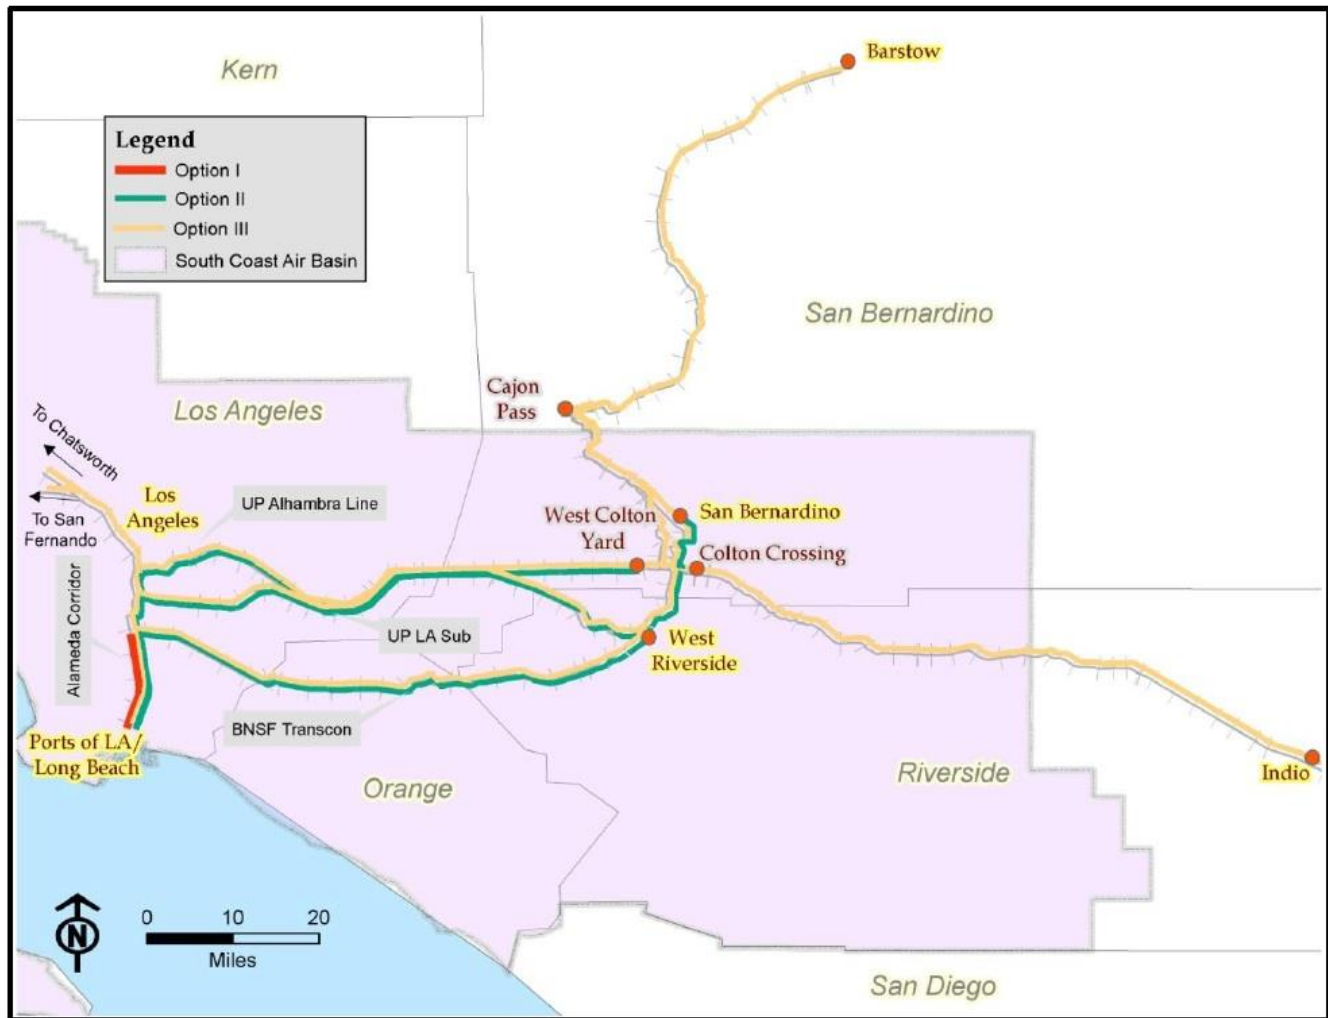 Kern
Barstow
Legend
Option I
Option II
Option III
South Coast Air Basin
San Bernardino
Cajon
Pass
Los Angeles
To Chatsworth
Los
Angeles
UP Alhambra Line
To San
Fernando
West Colton
Yard
San Bernardino
Colton Crossing
Alameda Corridor
UP LA Sub
West
Riverside
BNSF Transcon
Ports of LA/
Long Beach
Orange
Riverside
Indio
N
0 10 20
Miles
San Diego